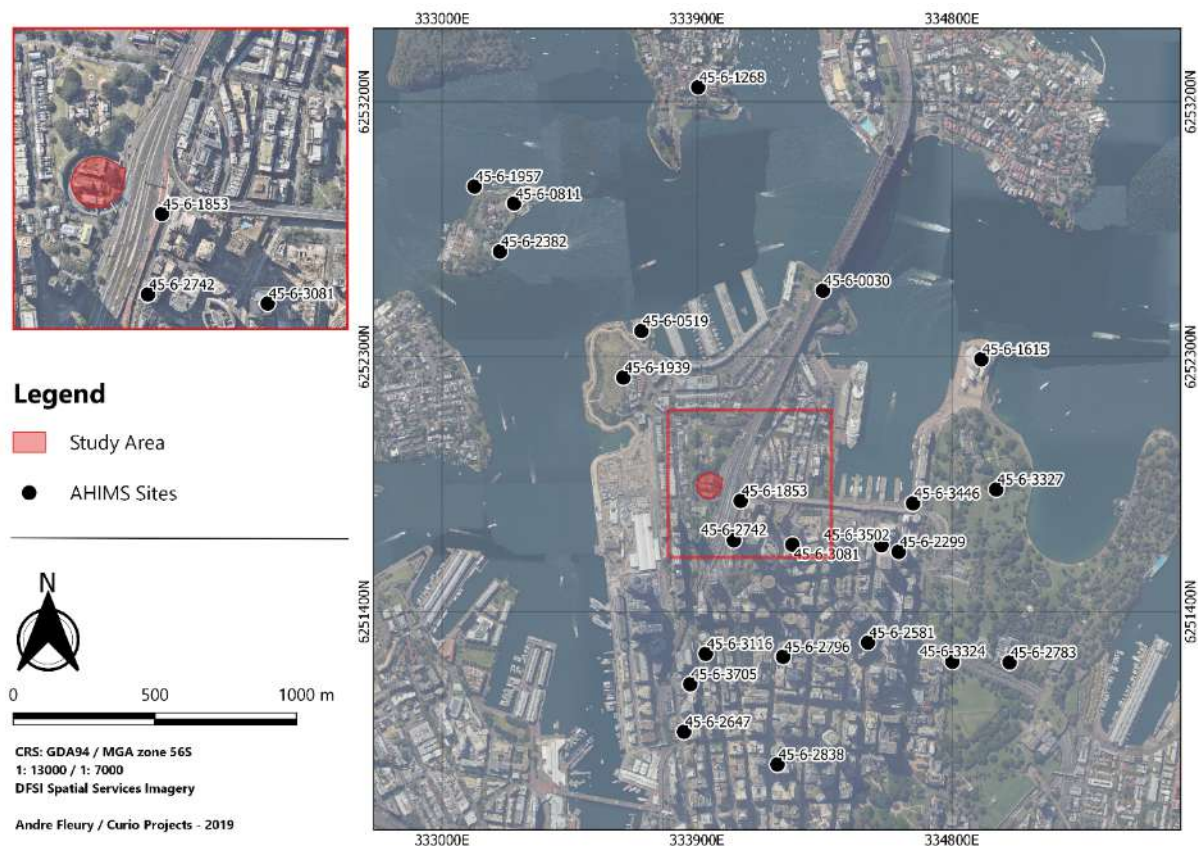 333000E
333900E
334800E
6253200N
6253200N
45-6-1268
45-6-1957
45-6-0811
45-6-1853
45-6-2382
45-6-2742
45-6-3081
45-6-0030
45-6-0519
45-6-1615
6252300N
6252300N
45-6-1939
Legend
Study Area
AHIMS Sites
45-6-3327
45-6-1853
45-6-3446
45-6-2742
45-6-3502
45-6-2299
45-6-3081
N
6251400N
6251400N
45-6-2581
45-6-3116
45-6-2796
45-6-3324
45-6-2783
45-6-3705
0
500
1000 m
45-6-2647
CRS: GDA94 / MGA zone 56S
1: 13000 / 1: 7000
45-6-2838
DFSI Spatial Services Imagery
Andre Fleury / Curio Projects - 2019
333000E
333900E
334800E